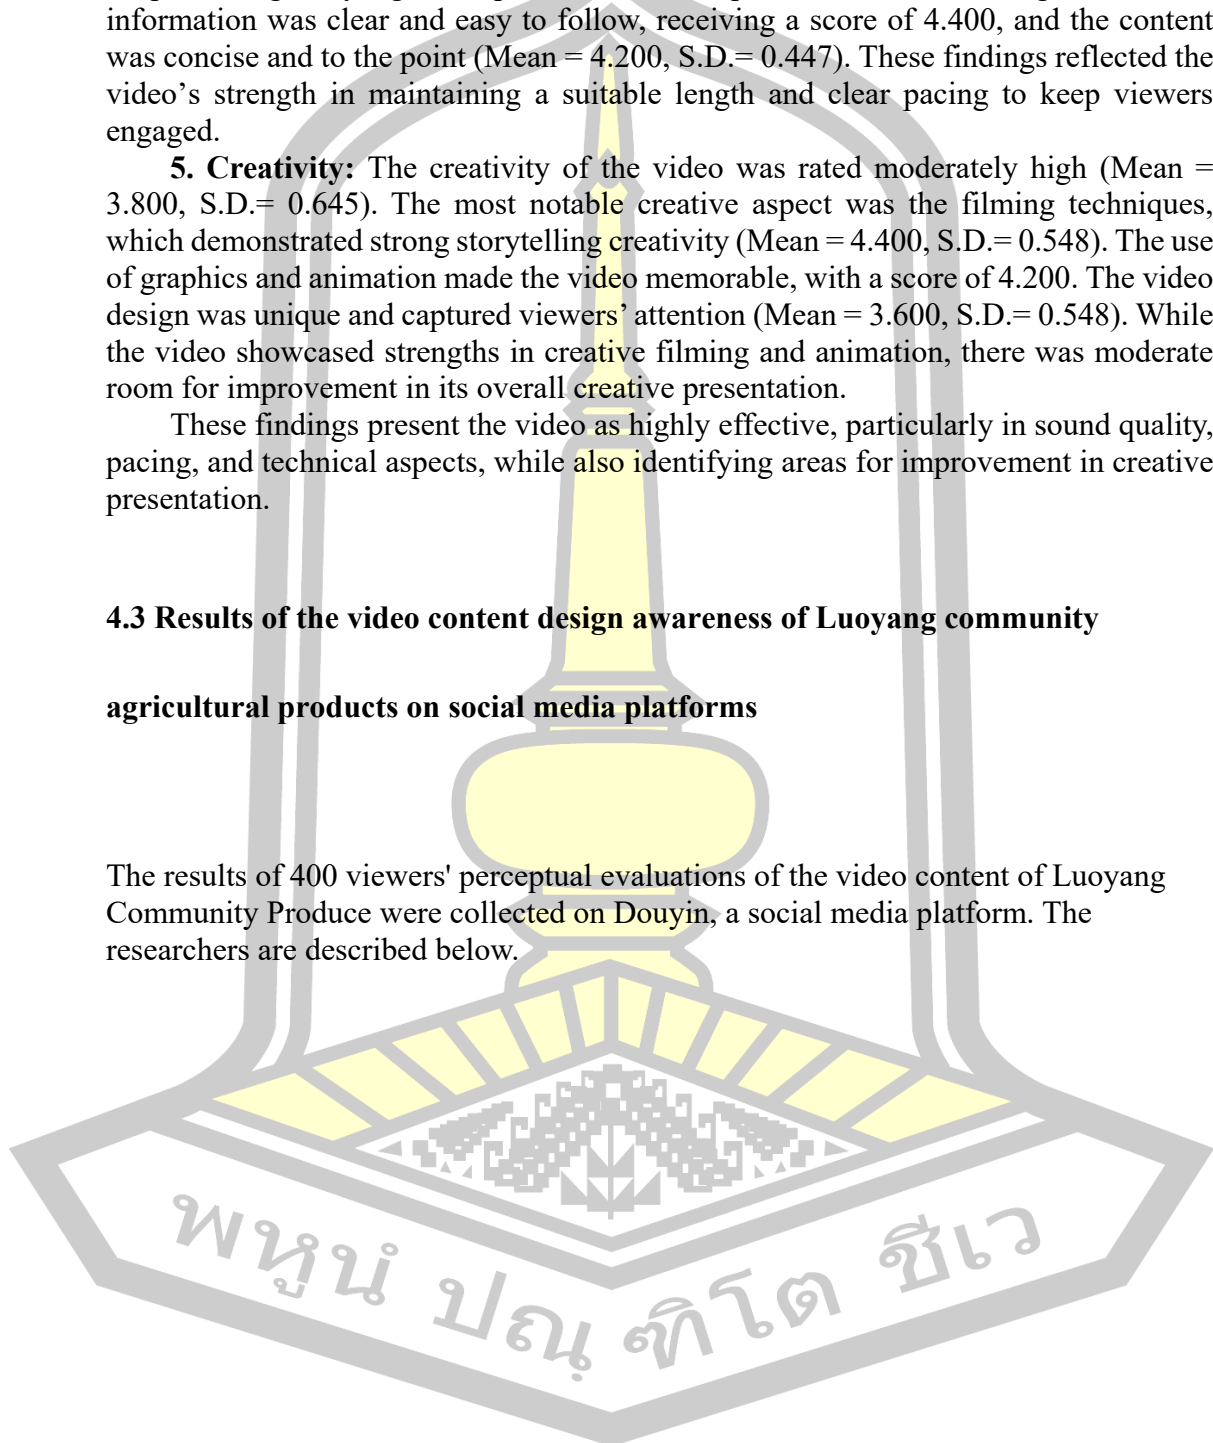 information was clear and easy to follow, receiving a score of 4.400, and the content
was concise and to the point (Mean = 4.200, S.D.= 0.447). These findings reflected the
video’s strength in maintaining a suitable length and clear pacing to keep viewers
engaged.
5. Creativity: The creativity of the video was rated moderately high (Mean =
3.800, S.D.= 0.645). The most notable creative aspect was the filming techniques,
which demonstrated strong storytelling creativity (Mean = 4.400, S.D.= 0.548). The use
of graphics and animation made the video memorable, with a score of 4.200. The video
design was unique and captured viewers’ attention (Mean = 3.600, S.D.= 0.548). While
the video showcased strengths in creative filming and animation, there was moderate
room for improvement in its overall creative presentation.
These findings present the video as highly effective, particularly in sound quality,
pacing, and technical aspects, while also identifying areas for improvement in creative
presentation.
4.3 Results of the video content design awareness of Luoyang community
agricultural products on social media platforms
The results of 400 viewers' perceptual evaluations of the video content of Luoyang
Community Produce were collected on Douyin, a social media platform. The
researchers are described below.
พหูนํ ปณฺฑิโต ชีเว